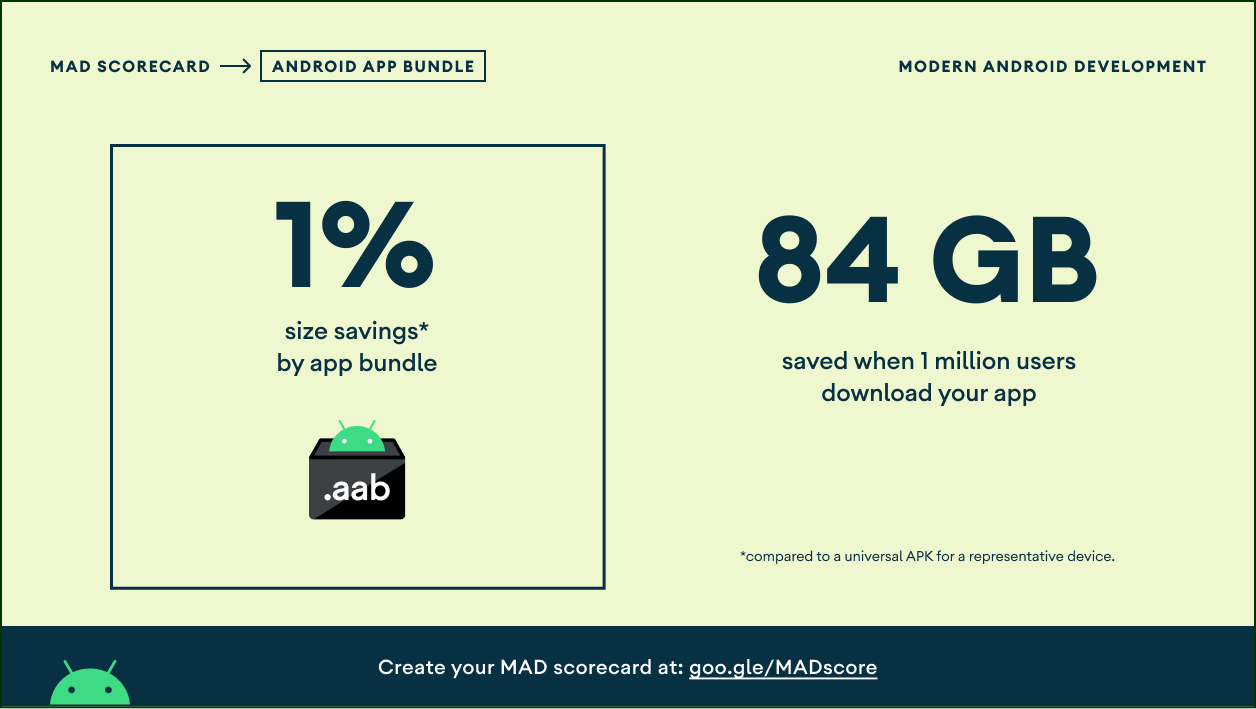 MAD SCORECARD → ANDROID APP BUNDLE
MODERN ANDROID DEVELOPMENT
1%
size savings*
by app bundle
.aab
84 GB
saved when 1 million users
download your app
*compared to a universal APK for a representative device.
Create your MAD scorecard at: goo.gle/MADscore